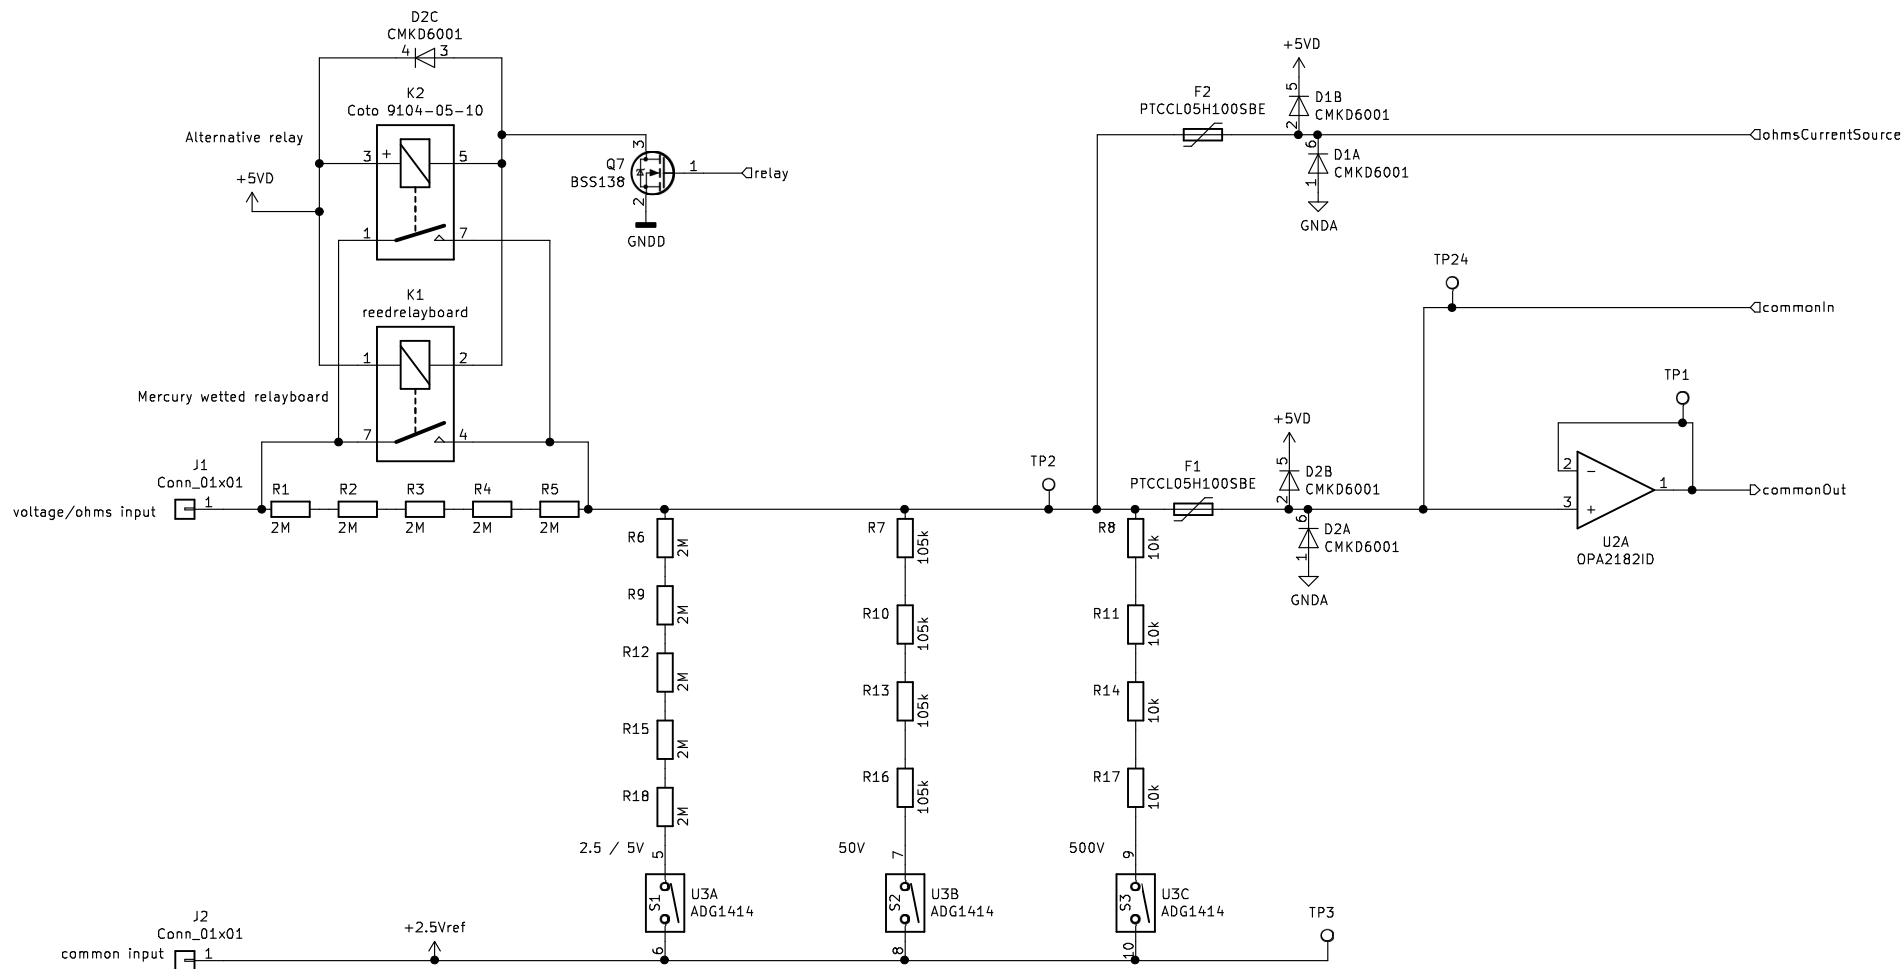 D2C
CMKD6001
4 3
K2
Coto 9104-05-10
Alternative relay
3 + 5
+5VD
1 7
Q7
BSS138
3
1
2
relay
GNDD
K1
reedrelayboard
1 2
Mercury wetted relayboard
7 4
J1
Conn_01x01
voltage/ohms input
1
R1 R2 R3 R4 R5
2M 2M 2M 2M 2M
+5VD
F2
PTCCL05H100SBE
5
D1B
CMKD6001
2
ohmsCurrentSource
6
D1A
CMKD6001
1
GNDA
TP24
commonIn
TP1
+5VD
TP2
F1
PTCCL05H100SBE
5
D2B
CMKD6001
2
6
D2A
CMKD6001
1
GNDA
2 -
3 +
1
commonOut
U2A
OPA2182ID
R6 2M
R7 105k
R8 10k
R9 2M
R10 105k
R11 10k
R12 2M
R13 105k
R14 10k
R15 2M
R16 105k
R17 10k
R18 2M
2.5 / 5V
5
50V
7
500V
9
S1
U3A
ADG1414
6
S2
U3B
ADG1414
8
S3
U3C
ADG1414
10
J2
Conn_01x01
common input
1
+2.5Vref
TP3